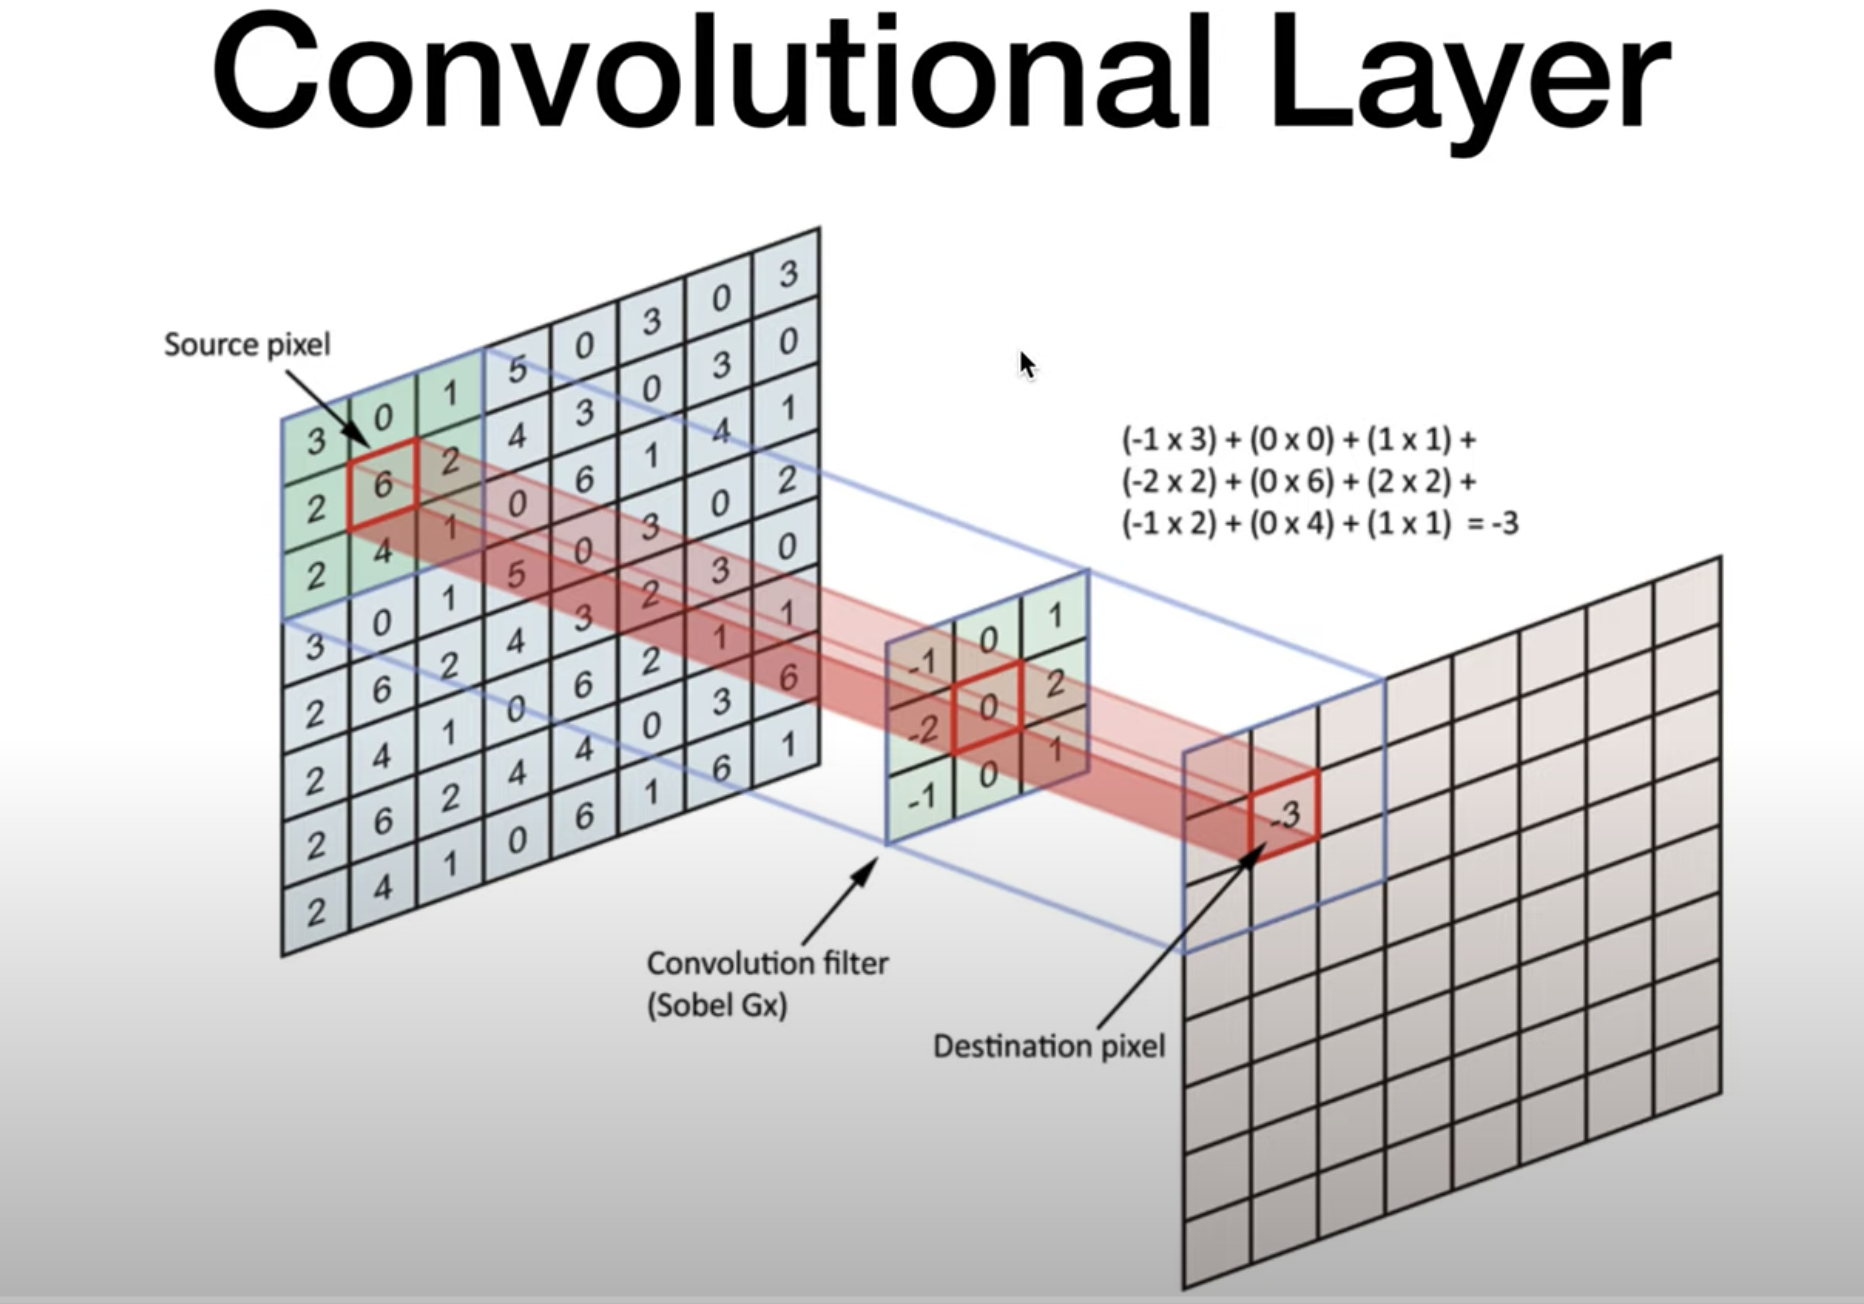 Convolutional Layer
Source pixel
3 0 1 5 0 3 0 3
2 6 2 4 3 0 3 0
2 4 1 0 6 1 4 1
3 0 1 5 0 3 0 2
2 6 2 4 3 2 3 0
2 4 1 0 6 2 1 1
2 6 2 4 4 0 3 6
2 4 1 0 6 1 6 1
(-1 x 3) + (0 x 0) + (1 x 1) +
(-2 x 2) + (0 x 6) + (2 x 2) +
(-1 x 2) + (0 x 4) + (1 x 1) = -3
-1 0 1
-2 0 2
-1 0 1
-3
Convolution filter
(Sobel Gx)
Destination pixel